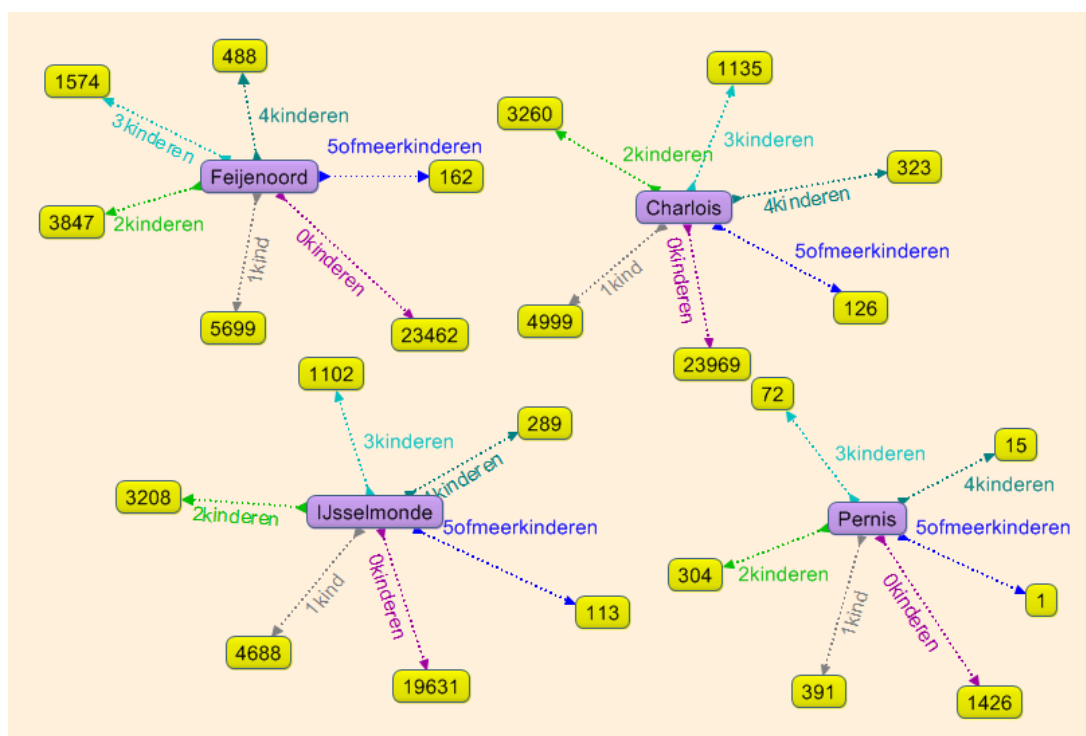 488
1574
4kinderen
3kinderen
5ofmeerkinderen
Feijenoord
162
3847
2kinderen
1kind
0kinderen
5699
23462
1135
3260
3kinderen
2kinderen
323
4kinderen
Charlois
5ofmeerkinderen
0kinderen
1kind
126
4999
23969
1102
289
3kinderen
4kinderen
3208
2kinderen
IJsselmonde
5ofmeerkinderen
1kind
0kinderen
113
4688
19631
72
15
3kinderen
4kinderen
Pernis
304
2kinderen
5ofmeerkinderen
1kind
0kinderen
1
391
1426